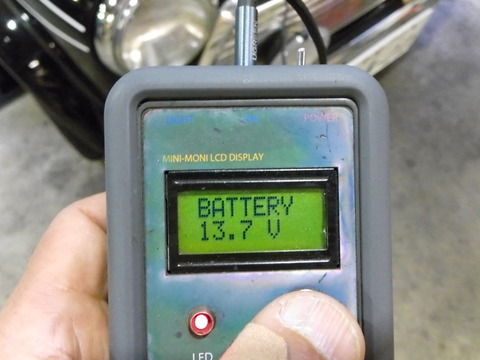 POWER
MINI-MONI LCD DISPLAY
BATTERY
13.7 V
LED